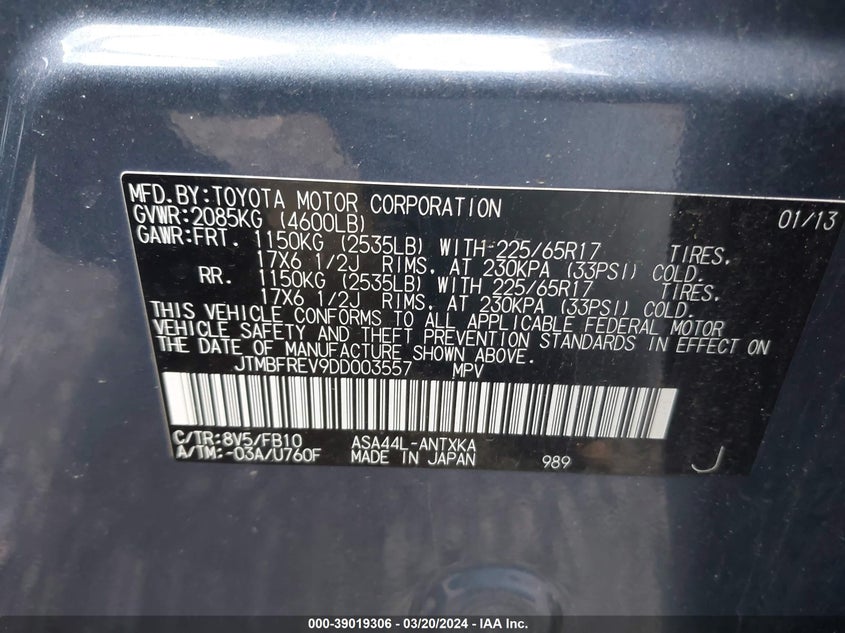 MFD.BY:TOYOTA MOTOR CORPORATION 01/13
GVWR:2085KG (4600LB)
GAWR:FRT. 1150KG (2535LB) WITH 225/65R17 TIRES.
17X6 1/2J RIMS, AT 230KPA (33PSI) COLD.
RR. 1150KG (2535LB) WITH 225/65R17 TIRES.
17X6 1/2J RIMS, AT 230KPA (33PSI) COLD.
THIS VEHICLE CONFORMS TO ALL APPLICABLE FEDERAL MOTOR
VEHICLE SAFETY AND THEFT PREVENTION STANDARDS IN EFFECT ON
THE DATE OF MANUFACTURE SHOWN ABOVE.
JTMBFREV9DD003557 MPV
C/TR:8V5/FB10 ASA44L-ANTXKA
A/TM:-03A/U760F MADE IN JAPAN 989 J
000-39019306 - 03/20/2024 - IAA Inc.